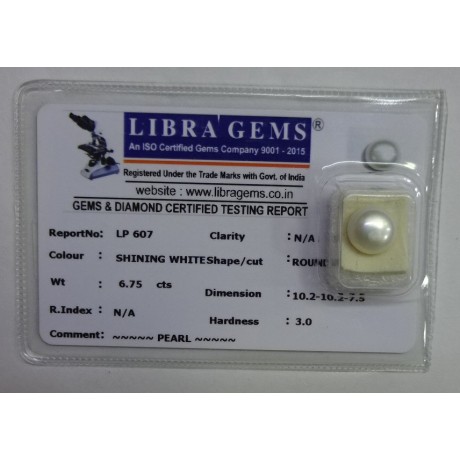 LIBRA GEMS ®
An ISO Certified Gems Company 9001 - 2015
Registered Under the Trade Marks with Govt. of India
website : www.libragems.co.in
GEMS & DIAMOND CERTIFIED TESTING REPORT
ReportNo: LP 607 Clarity : N/A
Colour : SHINING WHITE Shape/cut : ROUND
Wt : 6.75 cts Dimension : 10.2-10.2-7.5
R.Index : N/A Hardness : 3.0
Comment: ~~~~~ PEARL ~~~~~